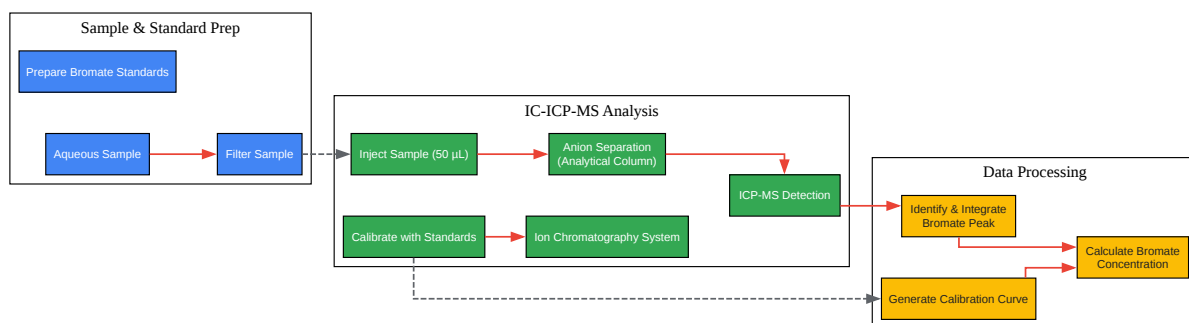 Sample & Standard Prep
Prepare Bromate Standards
Aqueous Sample
Filter Sample
IC-ICP-MS Analysis
Inject Sample (50 µL)
Anion Separation
(Analytical Column)
ICP-MS Detection
Calibrate with Standards
Ion Chromatography System
Data Processing
Identify & Integrate
Bromate Peak
Calculate Bromate
Concentration
Generate Calibration Curve